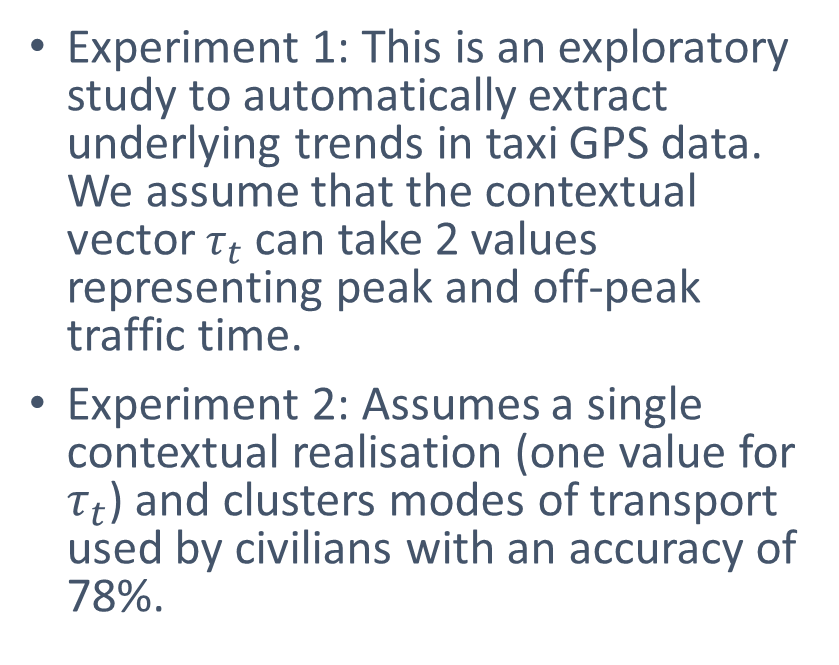 • Experiment 1: This is an exploratory
study to automatically extract
underlying trends in taxi GPS data.
We assume that the contextual
vector τₜ can take 2 values
representing peak and off-peak
traffic time.
• Experiment 2: Assumes a single
contextual realisation (one value for
τₜ) and clusters modes of transport
used by civilians with an accuracy of
78%.